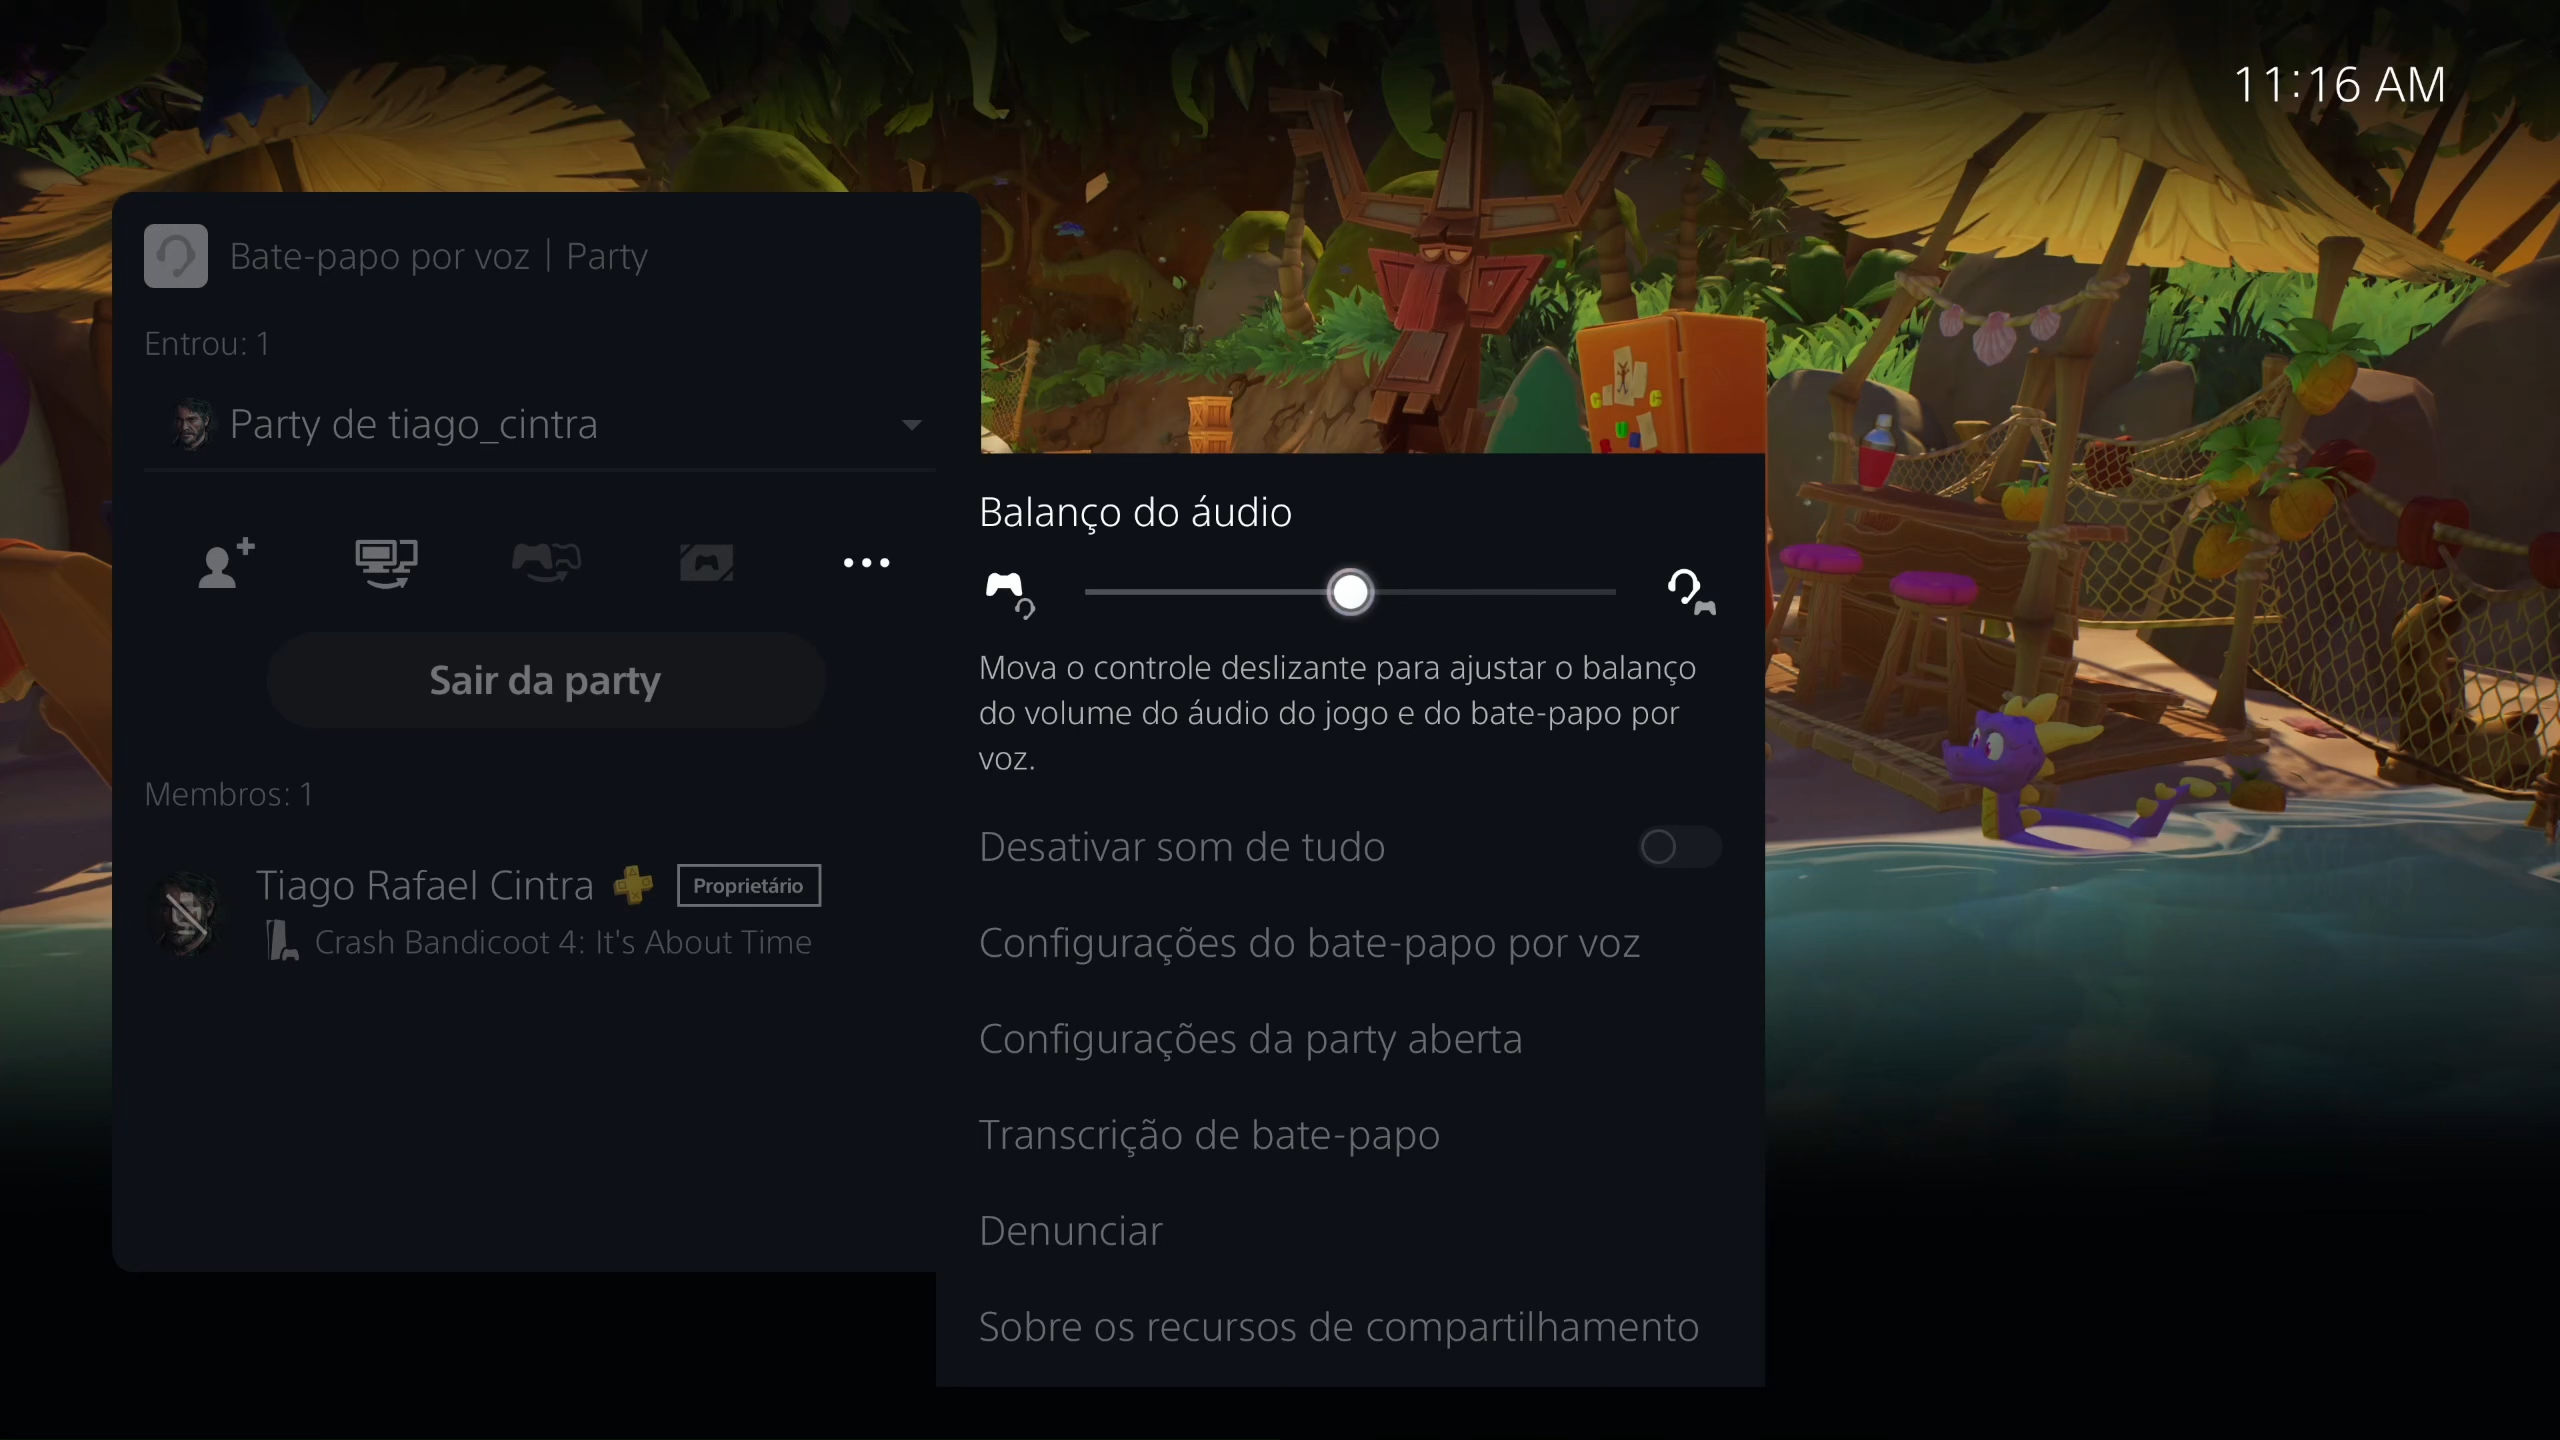 11:16 AM
Bate-papo por voz | Party
Entrou: 1
Party de tiago_cintra
Sair da party
Membros: 1
Tiago Rafael Cintra
Proprietário
Crash Bandicoot 4: It's About Time
Balanço do áudio
Mova o controle deslizante para ajustar o balanço
do volume do áudio do jogo e do bate-papo por
voz.
Desativar som de tudo
Configurações do bate-papo por voz
Configurações da party aberta
Transcrição de bate-papo
Denunciar
Sobre os recursos de compartilhamento